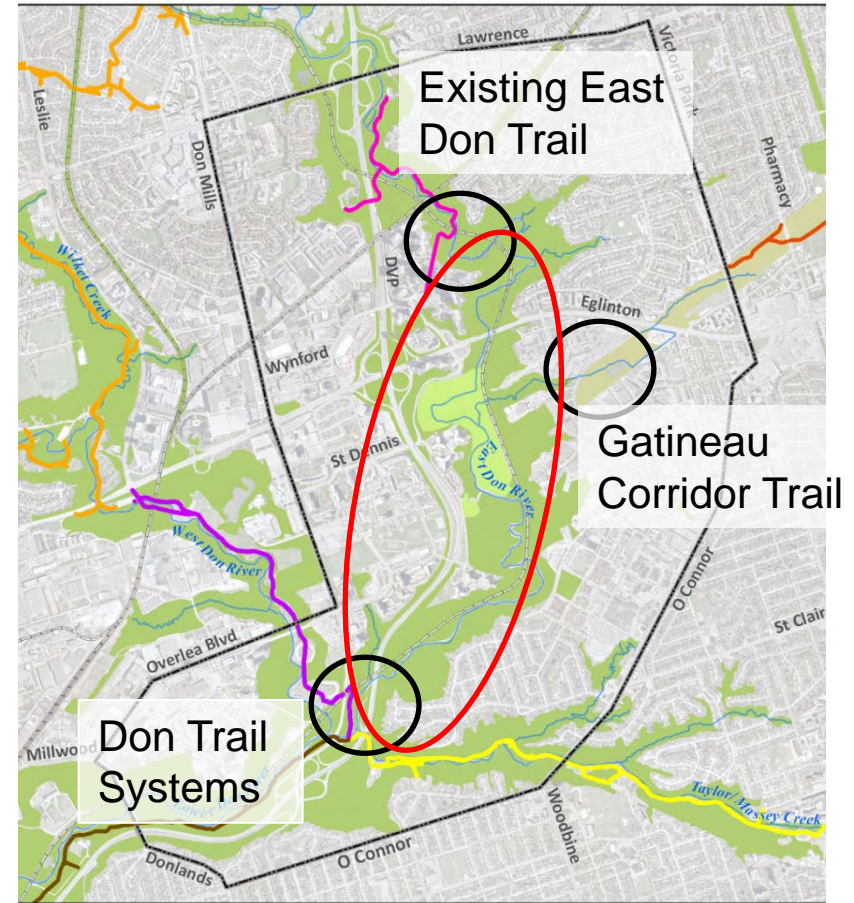 Lawrence
Victoria Park
Leslie
Existing East
Don Trail
Don Mills
Pharmacy
Wilket Creek
DVP
Eglinton
Wynford
Gatineau
Corridor Trail
St Dennis
East Don River
West Don River
O Connor
St Clair
Overlea Blvd
Don Trail
Systems
Millwood
Taylor/Massey Creek
Woodbine
O Connor
Donlands